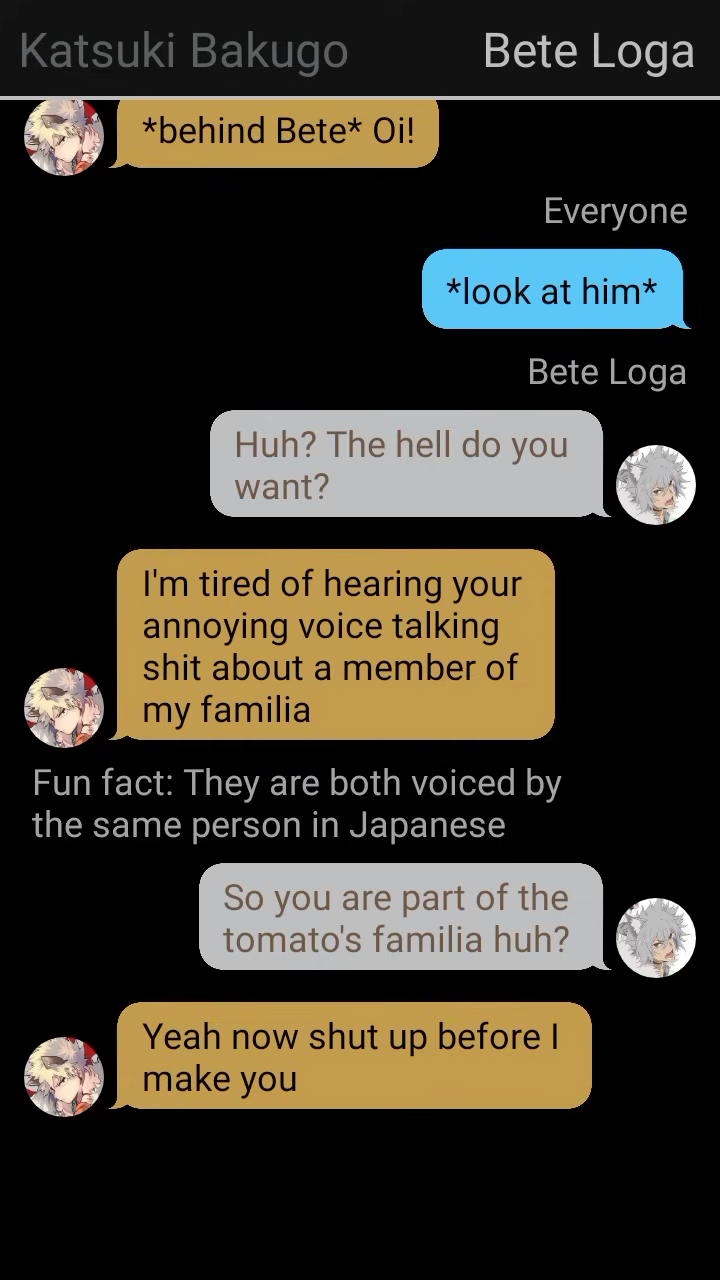 Katsuki Bakugo
Bete Loga
*behind Bete* Oi!
Everyone
*look at him*
Bete Loga
Huh? The hell do you
want?
I'm tired of hearing your
annoying voice talking
shit about a member of
my familia
Fun fact: They are both voiced by
the same person in Japanese
So you are part of the
tomato's familia huh?
Yeah now shut up before I
make you